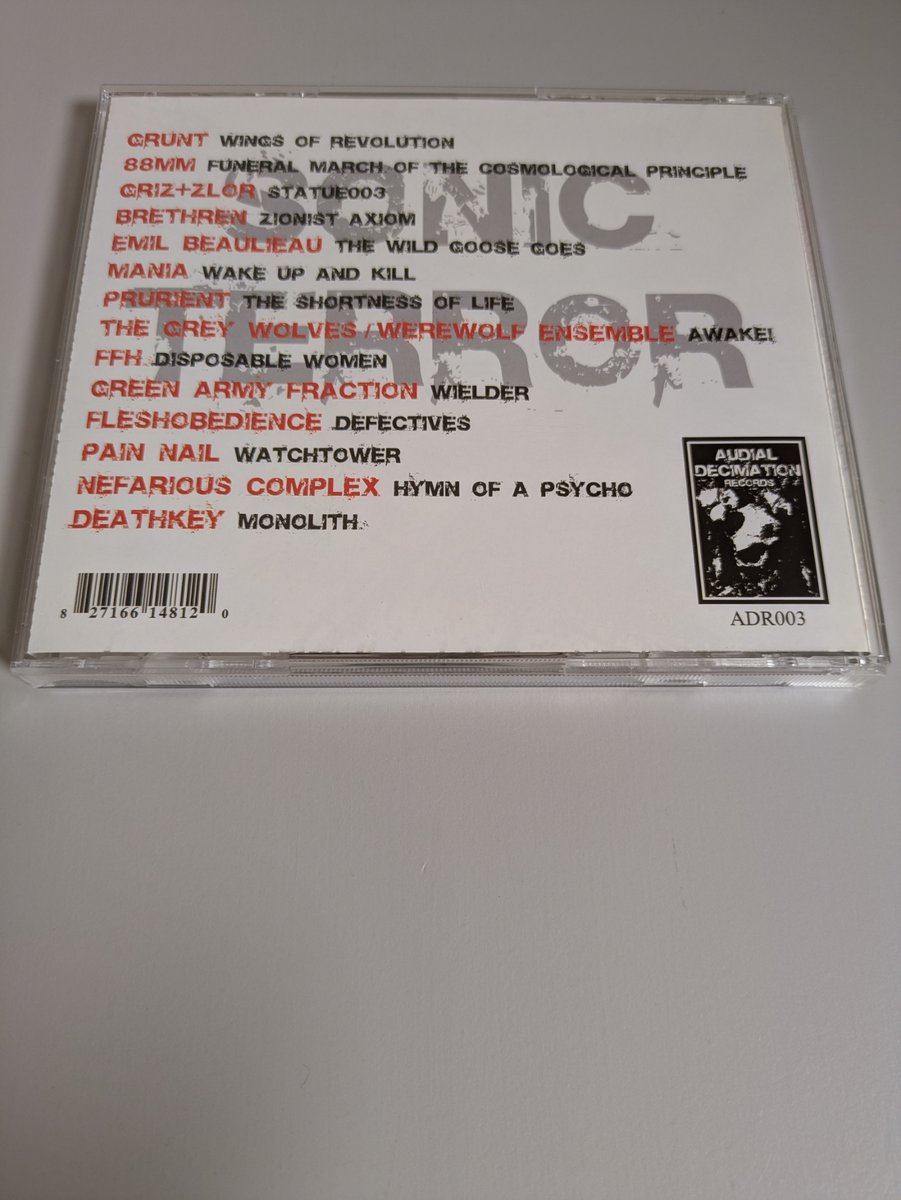 GRUNT WINGS OF REVOLUTION
88MM FUNERAL MARCH OF THE COSMOLOGICAL PRINCIPLE
GRIZ+ZLOR STATUE003
BRETHREN ZIONIST AXIOM
EMIL BEAULIEAU THE WILD GOOSE GOES
MANIA WAKE UP AND KILL
PRURIENT THE SHORTNESS OF LIFE
THE GREY WOLVES/WEREWOLF ENSEMBLE AWAKE!
FFH DISPOSABLE WOMEN
GREEN ARMY FRACTION WIELDER
FLESHOBEDIENCE DEFECTIVES
PAIN NAIL WATCHTOWER
NEFARIOUS COMPLEX HYMN OF A PSYCHO
DEATHKEY MONOLITH
SONIC
TERROR
AUDIAL
DECIMATION
RECORDS
ADR003
8 27166 14812 0